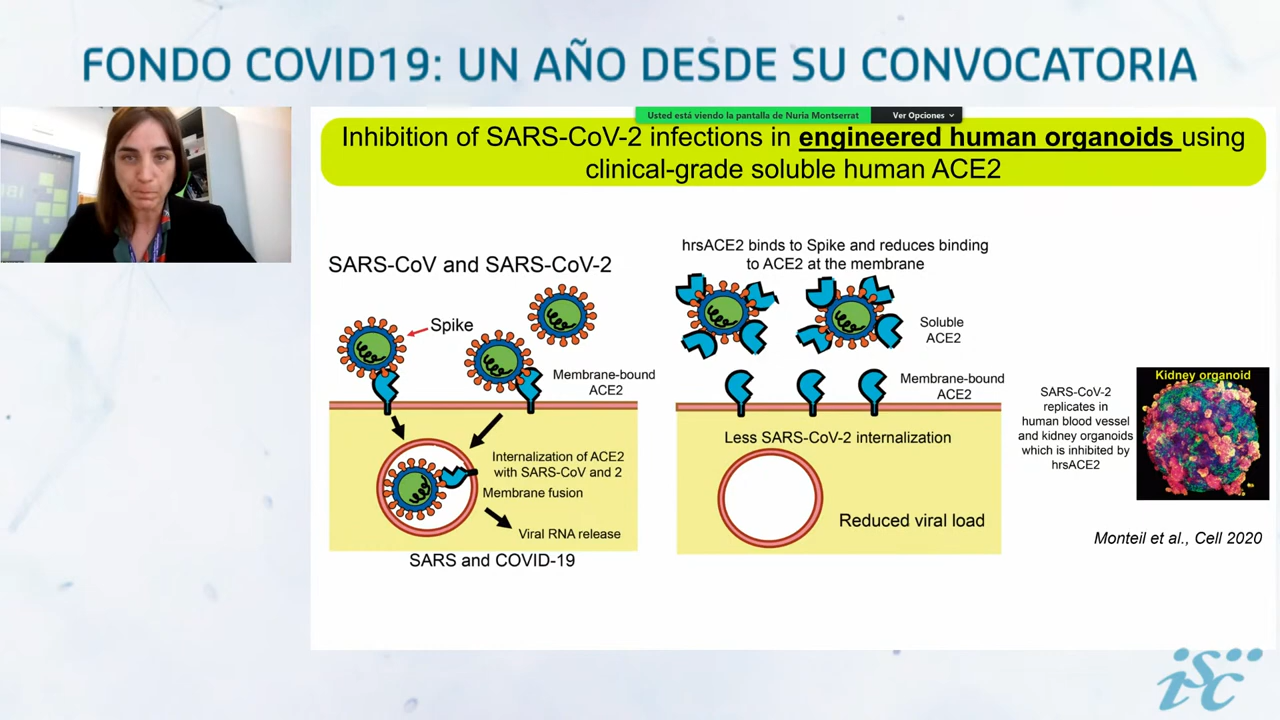 FONDO COVID19: UN AÑO DESDE SU CONVOCATORIA
Usted está viendo la pantalla de Nuria Montserrat
Ver Opciones
Inhibition of SARS-CoV-2 infections in engineered human organoids using
clinical-grade soluble human ACE2
SARS-CoV and SARS-CoV-2
Spike
Membrane-bound
ACE2
Internalization of ACE2
with SARS-CoV and 2
Membrane fusion
Viral RNA release
SARS and COVID-19
hrsACE2 binds to Spike and reduces binding
to ACE2 at the membrane
Soluble
ACE2
Membrane-bound
ACE2
Less SARS-CoV-2 internalization
Reduced viral load
SARS-CoV-2
replicates in
human blood vessel
and kidney organoids
which is inhibited by
hrsACE2
Kidney organoid
Monteil et al., Cell 2020
isc